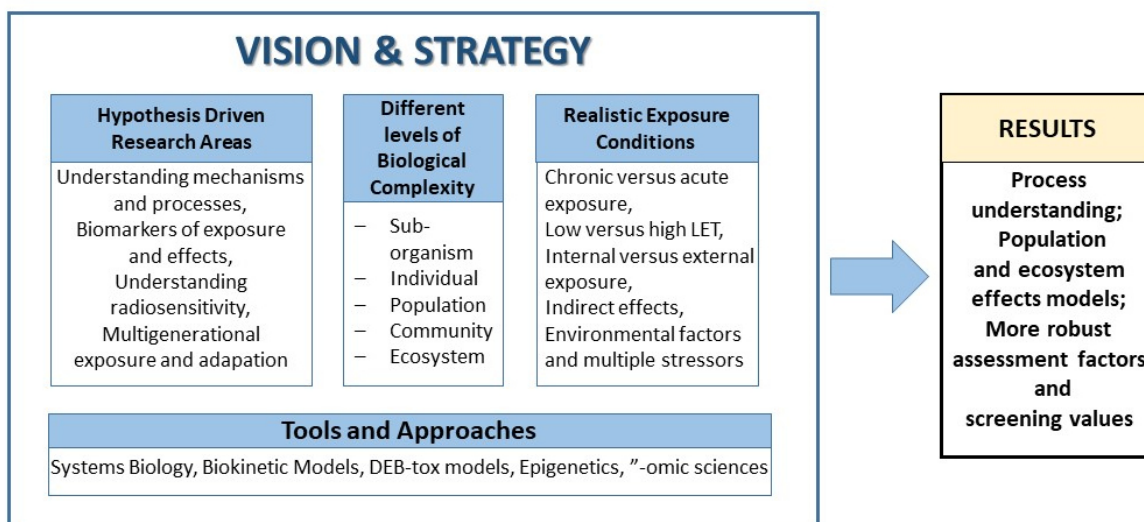 VISION & STRATEGY
Hypothesis Driven
Research Areas
Understanding mechanisms
and processes,
Biomarkers of exposure
and effects,
Understanding
radiosensitivity,
Multigenerational
exposure and adapation
Different
levels of
Biological
Complexity
– Sub-
organism
– Individual
– Population
– Community
– Ecosystem
Realistic Exposure
Conditions
Chronic versus acute
exposure,
Low versus high LET,
Internal versus external
exposure,
Indirect effects,
Environmental factors
and multiple stressors
Tools and Approaches
Systems Biology, Biokinetic Models, DEB-tox models, Epigenetics, ”-omic sciences
RESULTS
Process
understanding;
Population
and ecosystem
effects models;
More robust
assessment factors
and
screening values